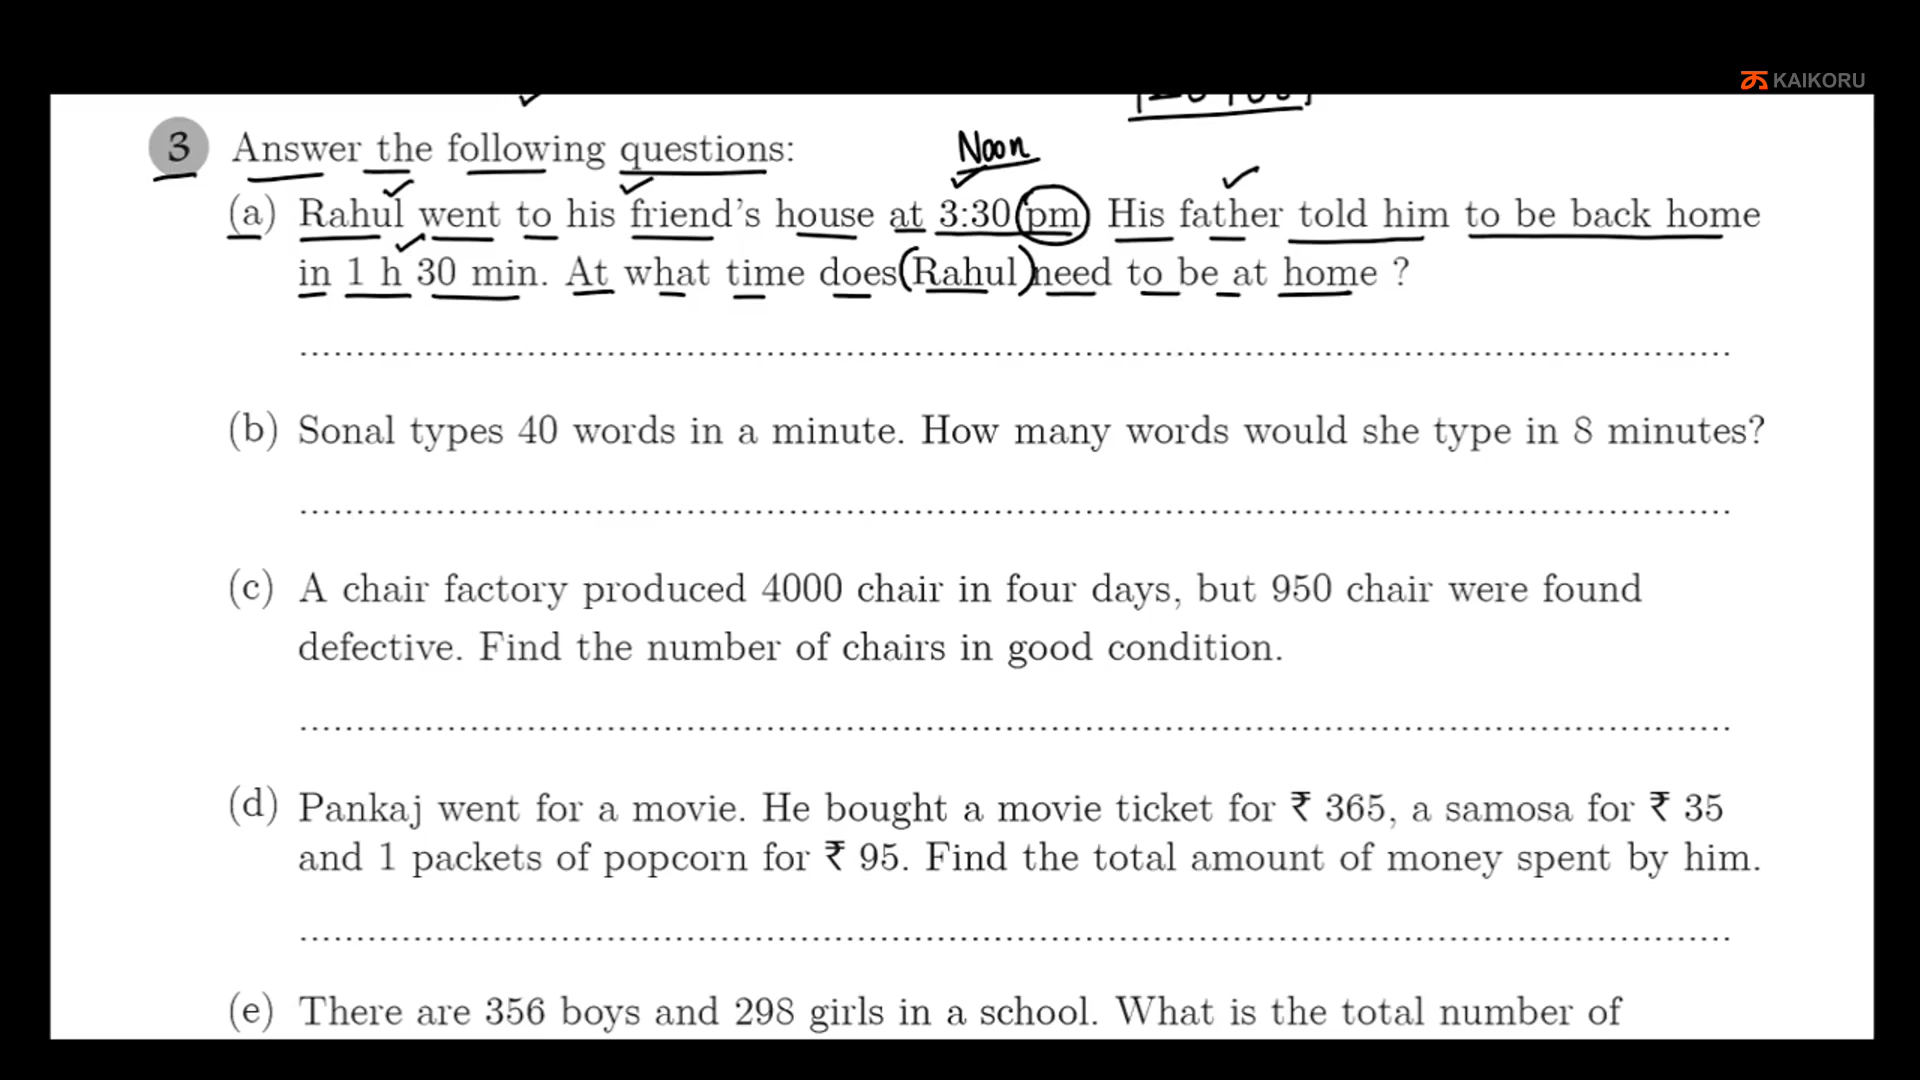 KAIKORU
3 Answer the following questions:
Noon
(a) Rahul went to his friend's house at 3:30 pm His father told him to be back home
in 1 h 30 min. At what time does (Rahul) need to be at home ?
(b) Sonal types 40 words in a minute. How many words would she type in 8 minutes?
(c) A chair factory produced 4000 chair in four days, but 950 chair were found
defective. Find the number of chairs in good condition.
(d) Pankaj went for a movie. He bought a movie ticket for ₹ 365, a samosa for ₹ 35
and 1 packets of popcorn for ₹ 95. Find the total amount of money spent by him.
(e) There are 356 boys and 298 girls in a school. What is the total number of